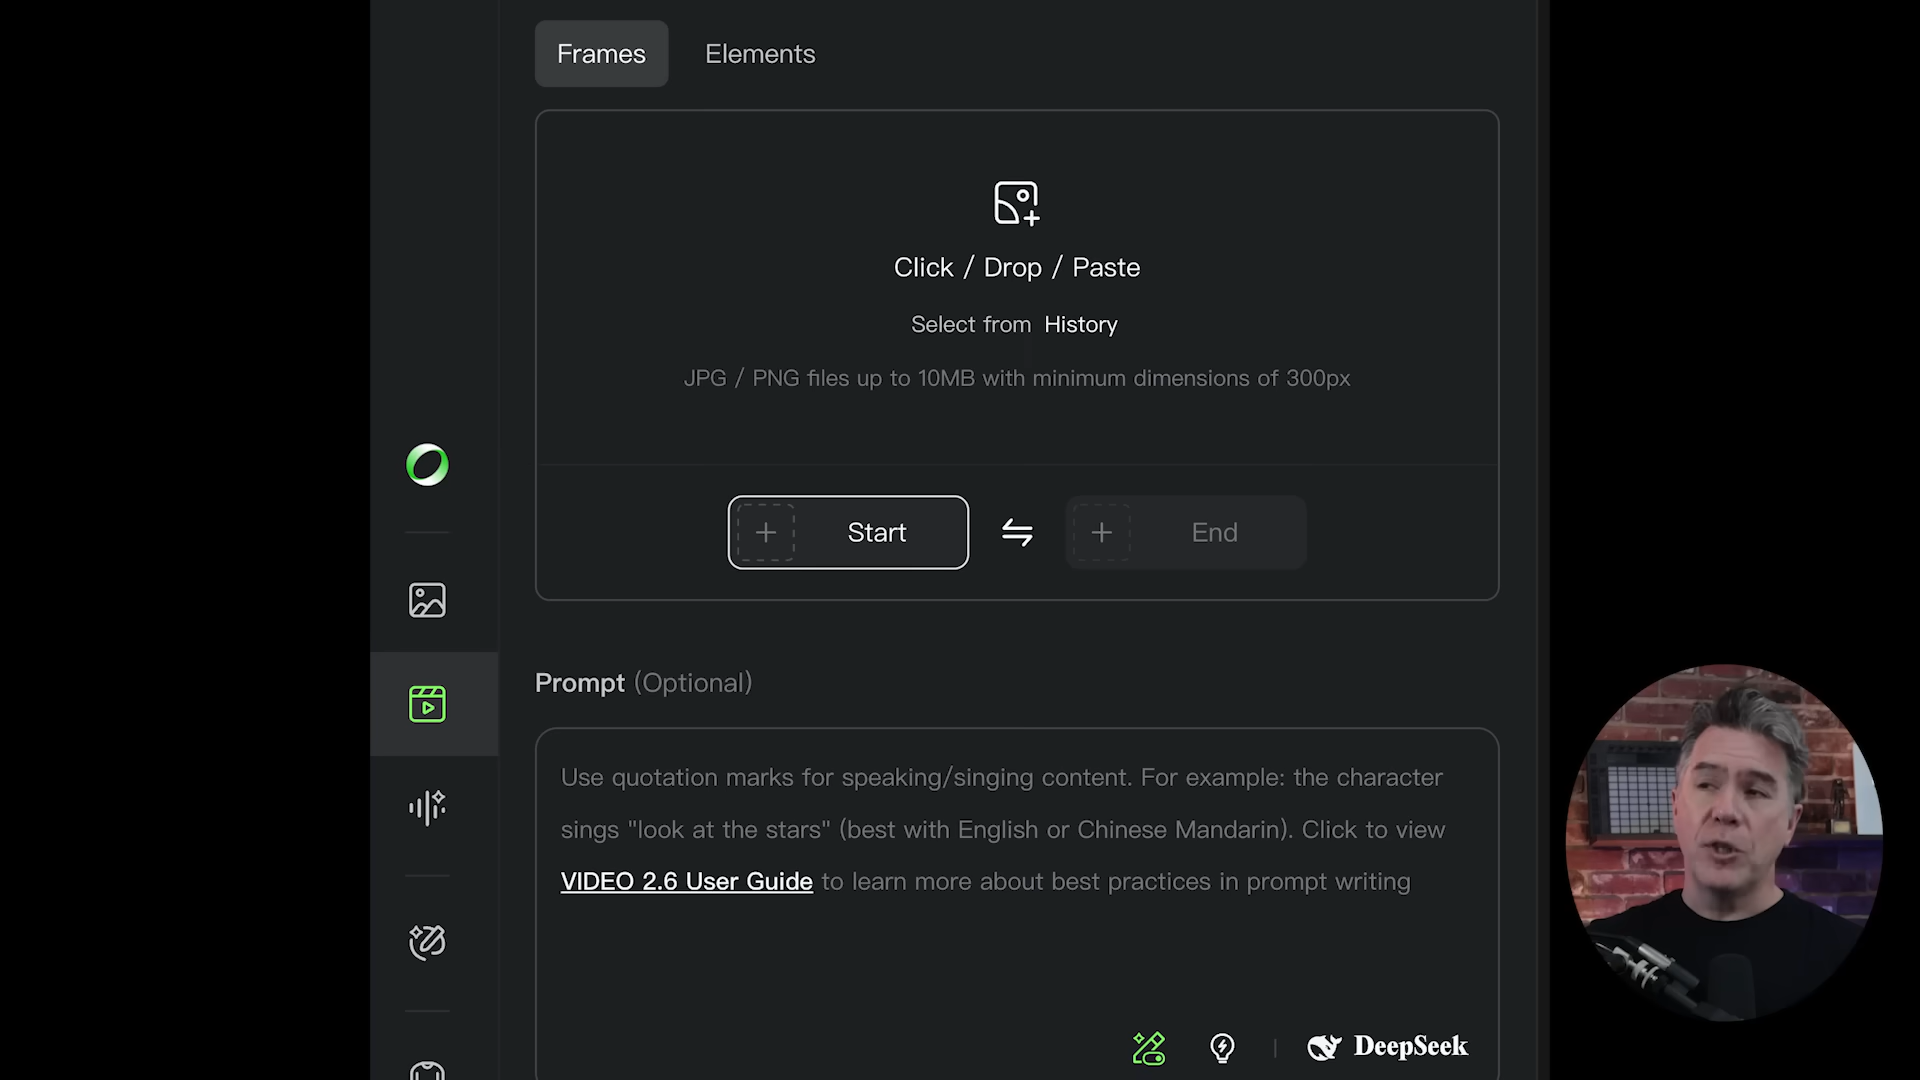 Frames
Elements
Click / Drop / Paste
Select from History
JPG / PNG files up to 10MB with minimum dimensions of 300px
Start
End
Prompt (Optional)
Use quotation marks for speaking/singing content. For example: the character
sings "look at the stars" (best with English or Chinese Mandarin). Click to view
VIDEO 2.6 User Guide to learn more about best practices in prompt writing
DeepSeek